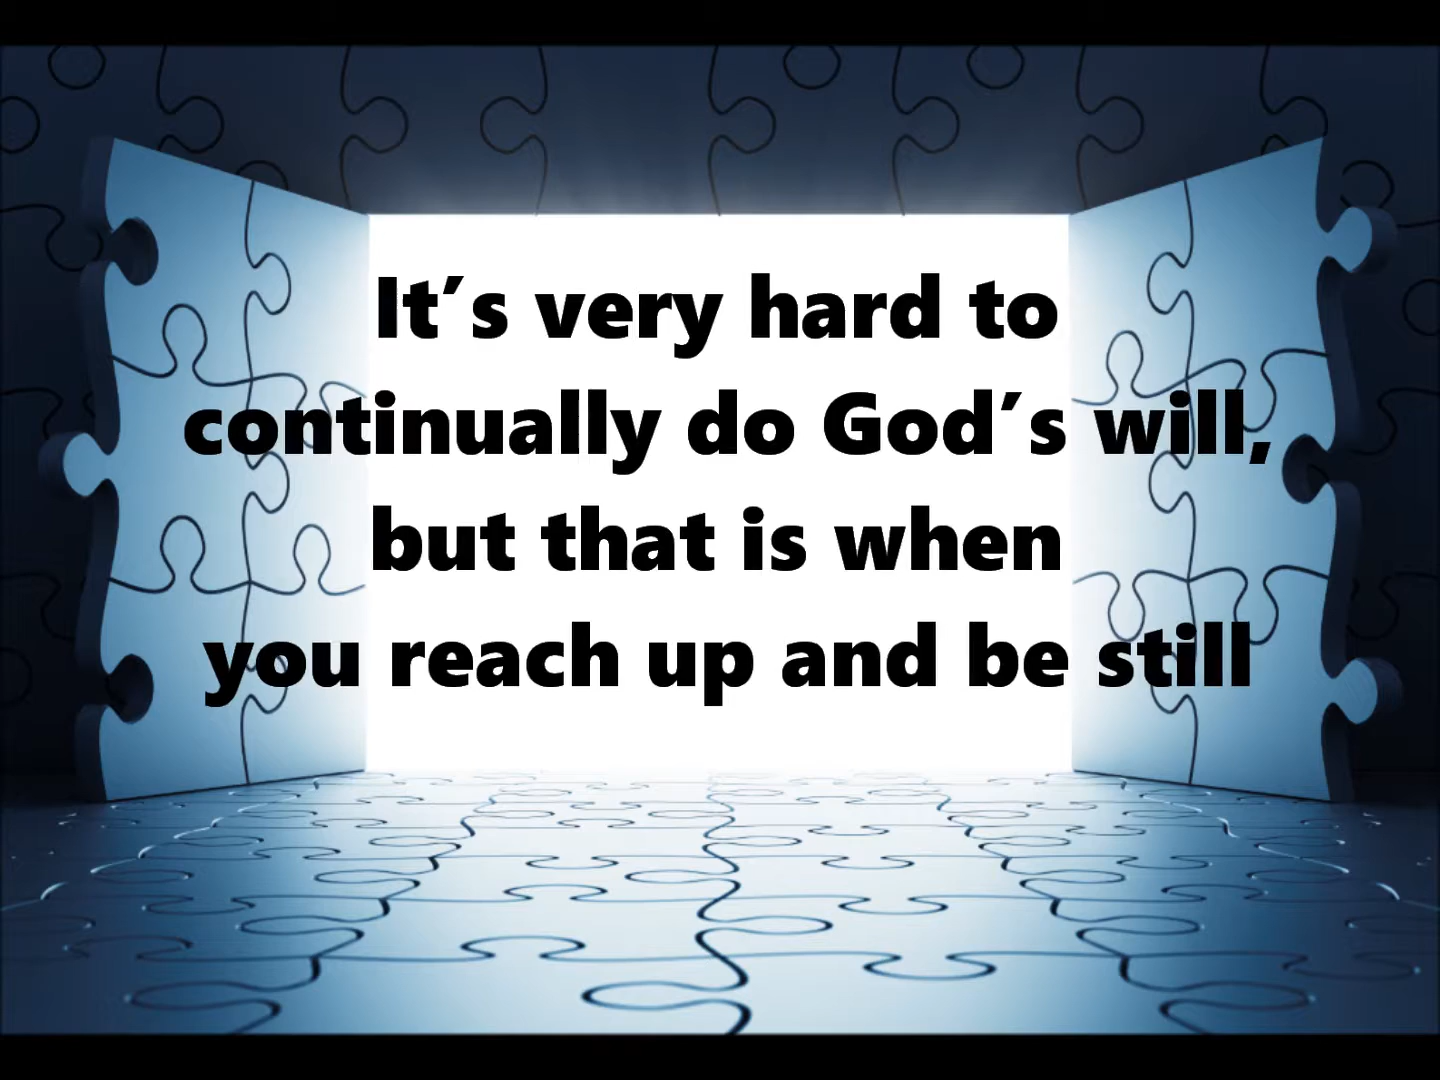 It’s very hard to
continually do God’s will,
but that is when
you reach up and be still